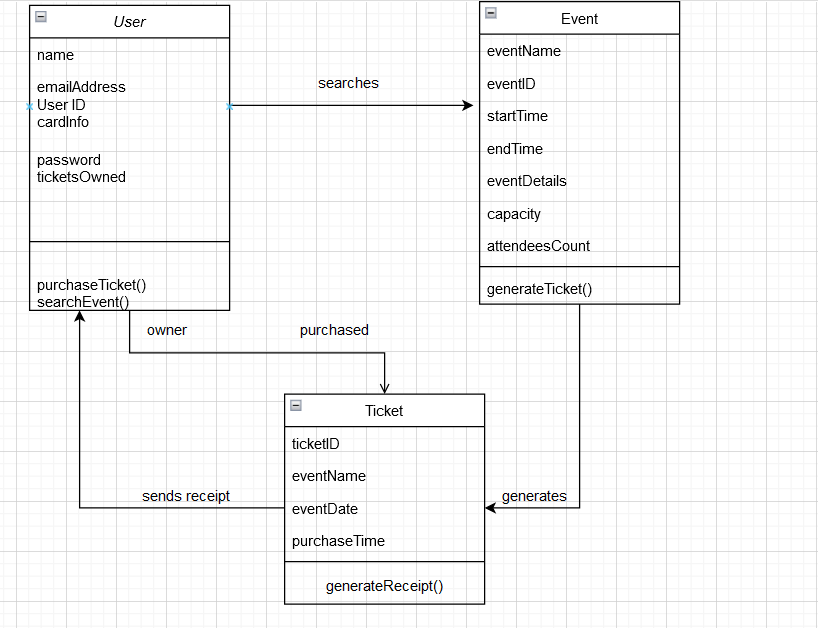 User
name
emailAddress
User ID
cardInfo
password
ticketsOwned
purchaseTicket()
searchEvent()
searches
Event
eventName
eventID
startTime
endTime
eventDetails
capacity
attendeesCount
generateTicket()
owner
purchased
Ticket
ticketID
eventName
eventDate
purchaseTime
generateReceipt()
sends receipt
generates